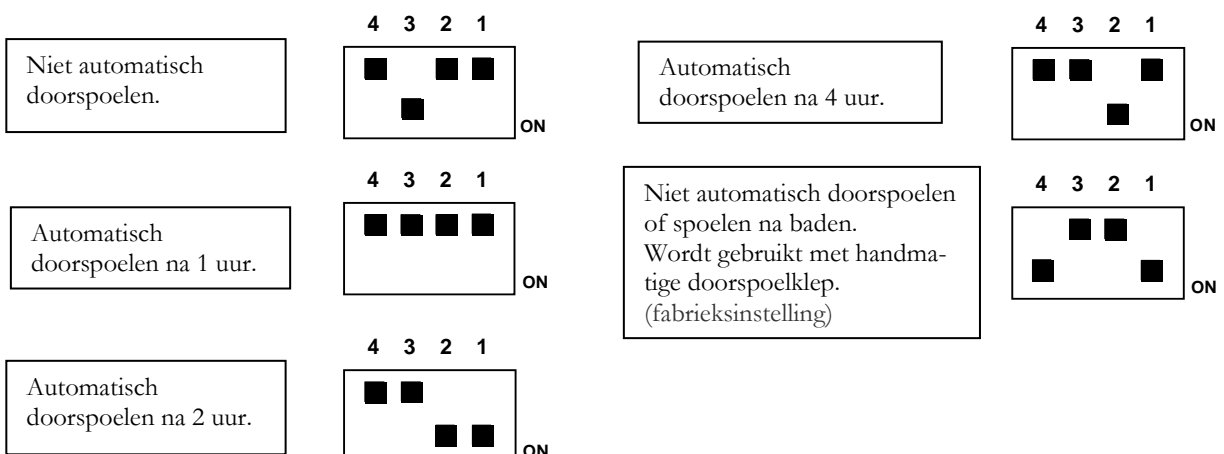 4 3 2 1
Niet automatisch
doorspoelen.
ON
4 3 2 1
Automatisch
doorspoelen na 1 uur.
ON
4 3 2 1
Automatisch
doorspoelen na 2 uur.
ON
4 3 2 1
Automatisch
doorspoelen na 4 uur.
ON
4 3 2 1
Niet automatisch doorspoelen
of spoelen na baden.
Wordt gebruikt met handma-
tige doorspoelklep.
(fabrieksinstelling)
ON